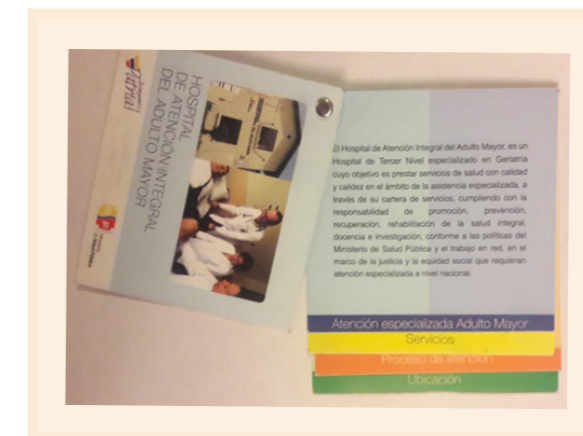 HOSPITAL
DE ATENCIÓN INTEGRAL
DEL ADULTO MAYOR
Patria!
El Hospital de Atención Integral del Adulto Mayor, es un
Hospital de Tercer Nivel especializado en Geriatría
cuyo objetivo es prestar servicios de salud con calidad
y calidez en el ámbito de la asistencia especializada, a
través de su cartera de servicios, cumpliendo con la
responsabilidad de promoción, prevención,
recuperación, rehabilitación de la salud integral,
docencia e investigación, conforme a las políticas del
Ministerio de Salud Pública y el trabajo en red, en el
marco de la justicia y la equidad social que requieran
atención especializada a nivel nacional.
Atención especializada Adulto Mayor
Servicios
Proceso de atención
Ubicación